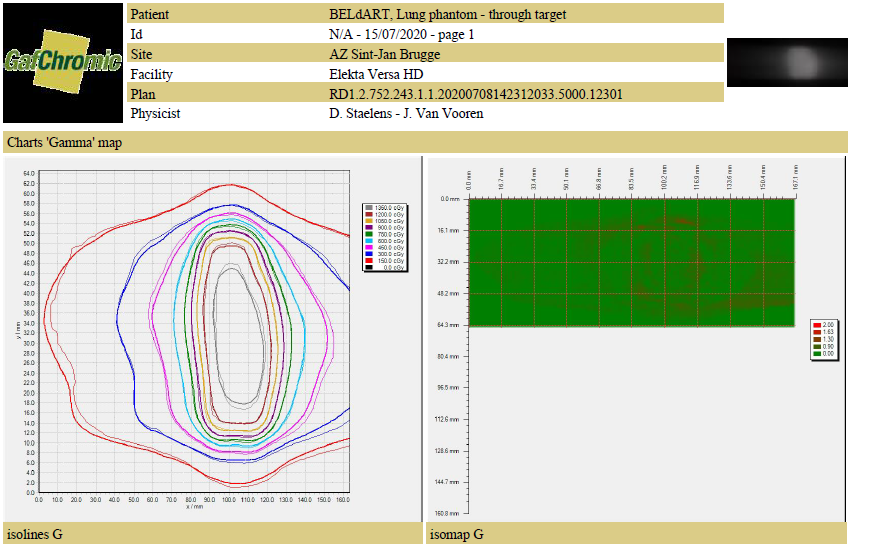 GafChromic
Patient BELdART, Lung phantom - through target
Id N/A - 15/07/2020 - page 1
Site AZ Sint-Jan Brugge
Facility Elekta Versa HD
Plan RD1.2.752.243.1.1.20200708142312033.5000.12301
Physicist D. Staelens - J. Van Vooren
Charts 'Gamma' map
64.0
62.0
60.0
58.0
56.0
54.0
52.0
50.0
48.0
46.0
44.0
42.0
40.0
38.0
36.0
34.0
32.0
30.0
28.0
26.0
24.0
22.0
20.0
18.0
16.0
14.0
12.0
10.0
8.0
6.0
4.0
2.0
0.0
y / mm
0.0 10.0 20.0 30.0 40.0 50.0 60.0 70.0 80.0 90.0 100.0 110.0 120.0 130.0 140.0 150.0 160.0
x / mm
1350.0 cGy
1200.0 cGy
1050.0 cGy
900.0 cGy
750.0 cGy
600.0 cGy
450.0 cGy
300.0 cGy
150.0 cGy
0.0 cGy
0.0 mm 16.7 mm 33.4 mm 50.1 mm 66.8 mm 83.5 mm 100.2 mm 116.9 mm 133.6 mm 150.4 mm 167.1 mm
0.0 mm
16.1 mm
32.2 mm
48.2 mm
64.3 mm
80.4 mm
96.5 mm
112.6 mm
128.6 mm
144.7 mm
160.8 mm
2.00
1.63
1.30
0.90
0.00
isolines G
isomap G